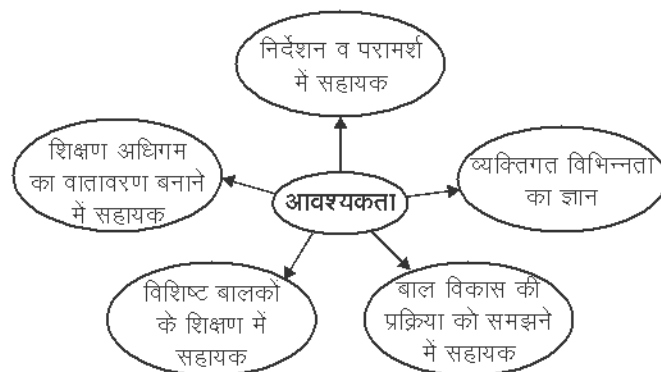 निर्देशन व परामर्श
में सहायक
शिक्षण अधिगम
का वातावरण बनाने
में सहायक
व्यक्तिगत विभिन्नता
का ज्ञान
आवश्यकता
विशिष्ट बालकों
के शिक्षण में
सहायक
बाल विकास की
प्रक्रिया को समझने
में सहायक